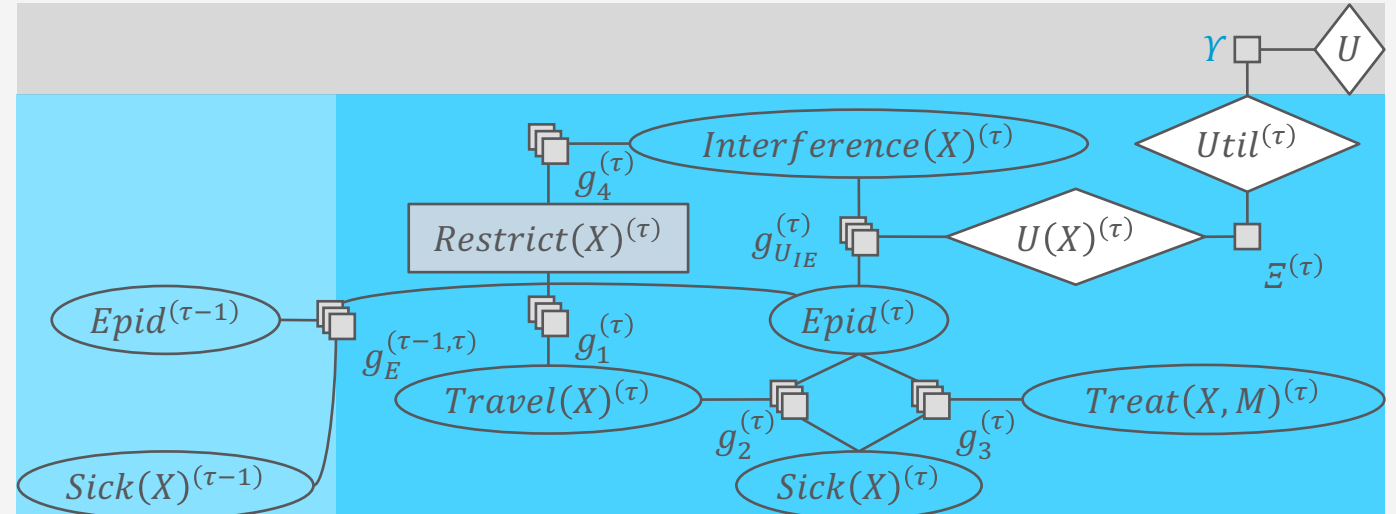 ϒ U
Interference(X)^(τ) Util^(τ)
g_4^(τ)
Restrict(X)^(τ) g_{U_{IE}}^(τ) U(X)^(τ)
Ξ^(τ)
Epid^(τ−1) Epid^(τ)
g_E^(τ−1,τ) g_1^(τ)
Travel(X)^(τ) Treat(X, M)^(τ)
g_2^(τ) g_3^(τ)
Sick(X)^(τ−1) Sick(X)^(τ)